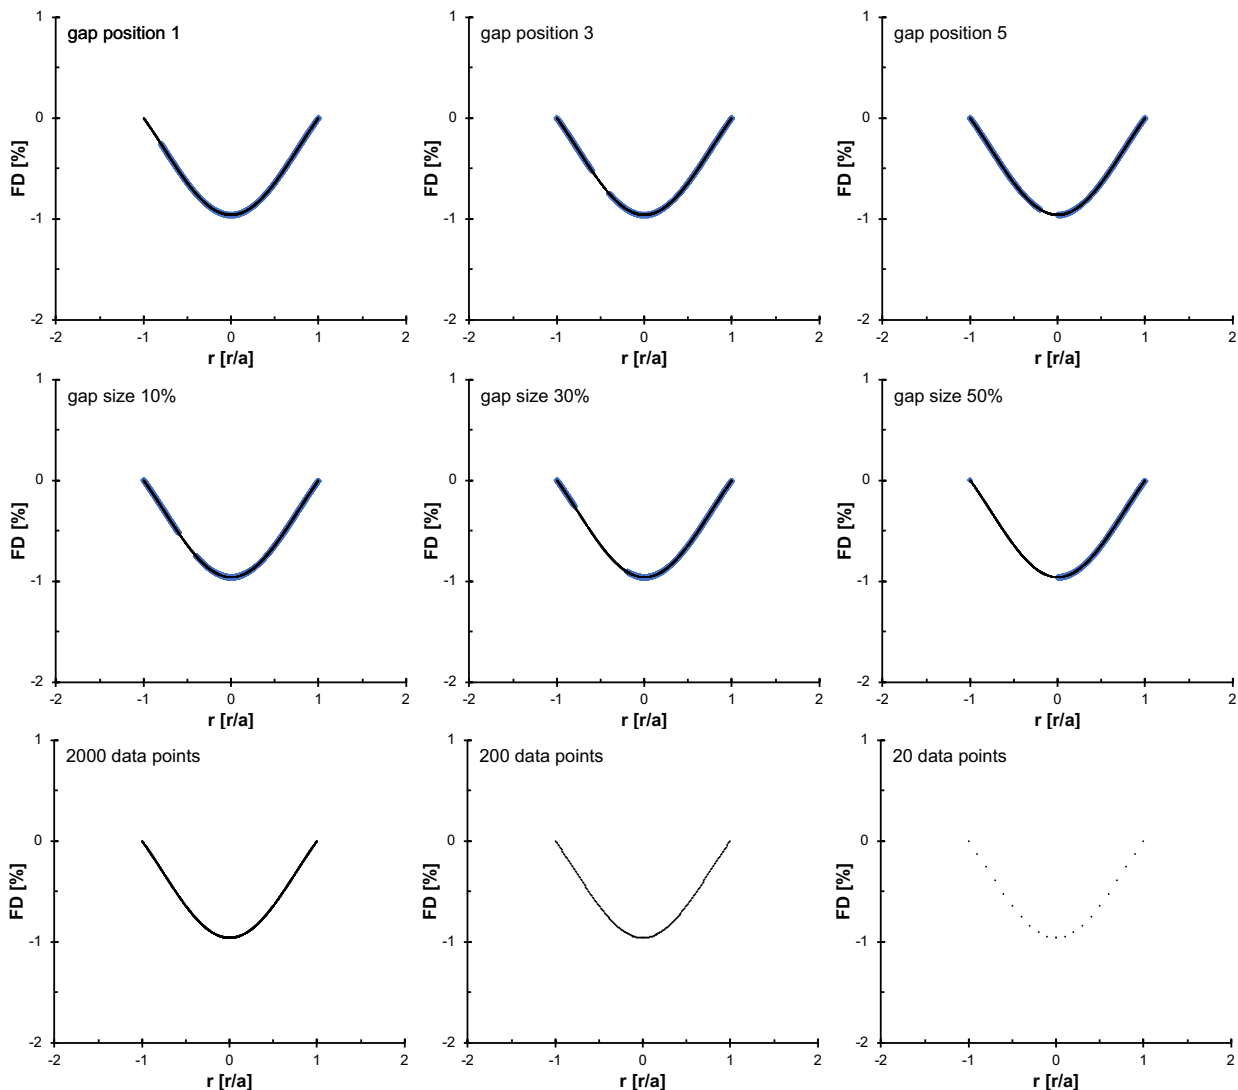 gap position 1
1
0
-1
-2
FD [%]
-2 -1 0 1 2
r [r/a]
gap position 3
1
0
-1
-2
FD [%]
-2 -1 0 1 2
r [r/a]
gap position 5
1
0
-1
-2
FD [%]
-2 -1 0 1 2
r [r/a]
gap size 10%
1
0
-1
-2
FD [%]
-2 -1 0 1 2
r [r/a]
gap size 30%
1
0
-1
-2
FD [%]
-2 -1 0 1 2
r [r/a]
gap size 50%
1
0
-1
-2
FD [%]
-2 -1 0 1 2
r [r/a]
2000 data points
1
0
-1
-2
FD [%]
-2 -1 0 1 2
r [r/a]
200 data points
1
0
-1
-2
FD [%]
-2 -1 0 1 2
r [r/a]
20 data points
1
0
-1
-2
FD [%]
-2 -1 0 1 2
r [r/a]